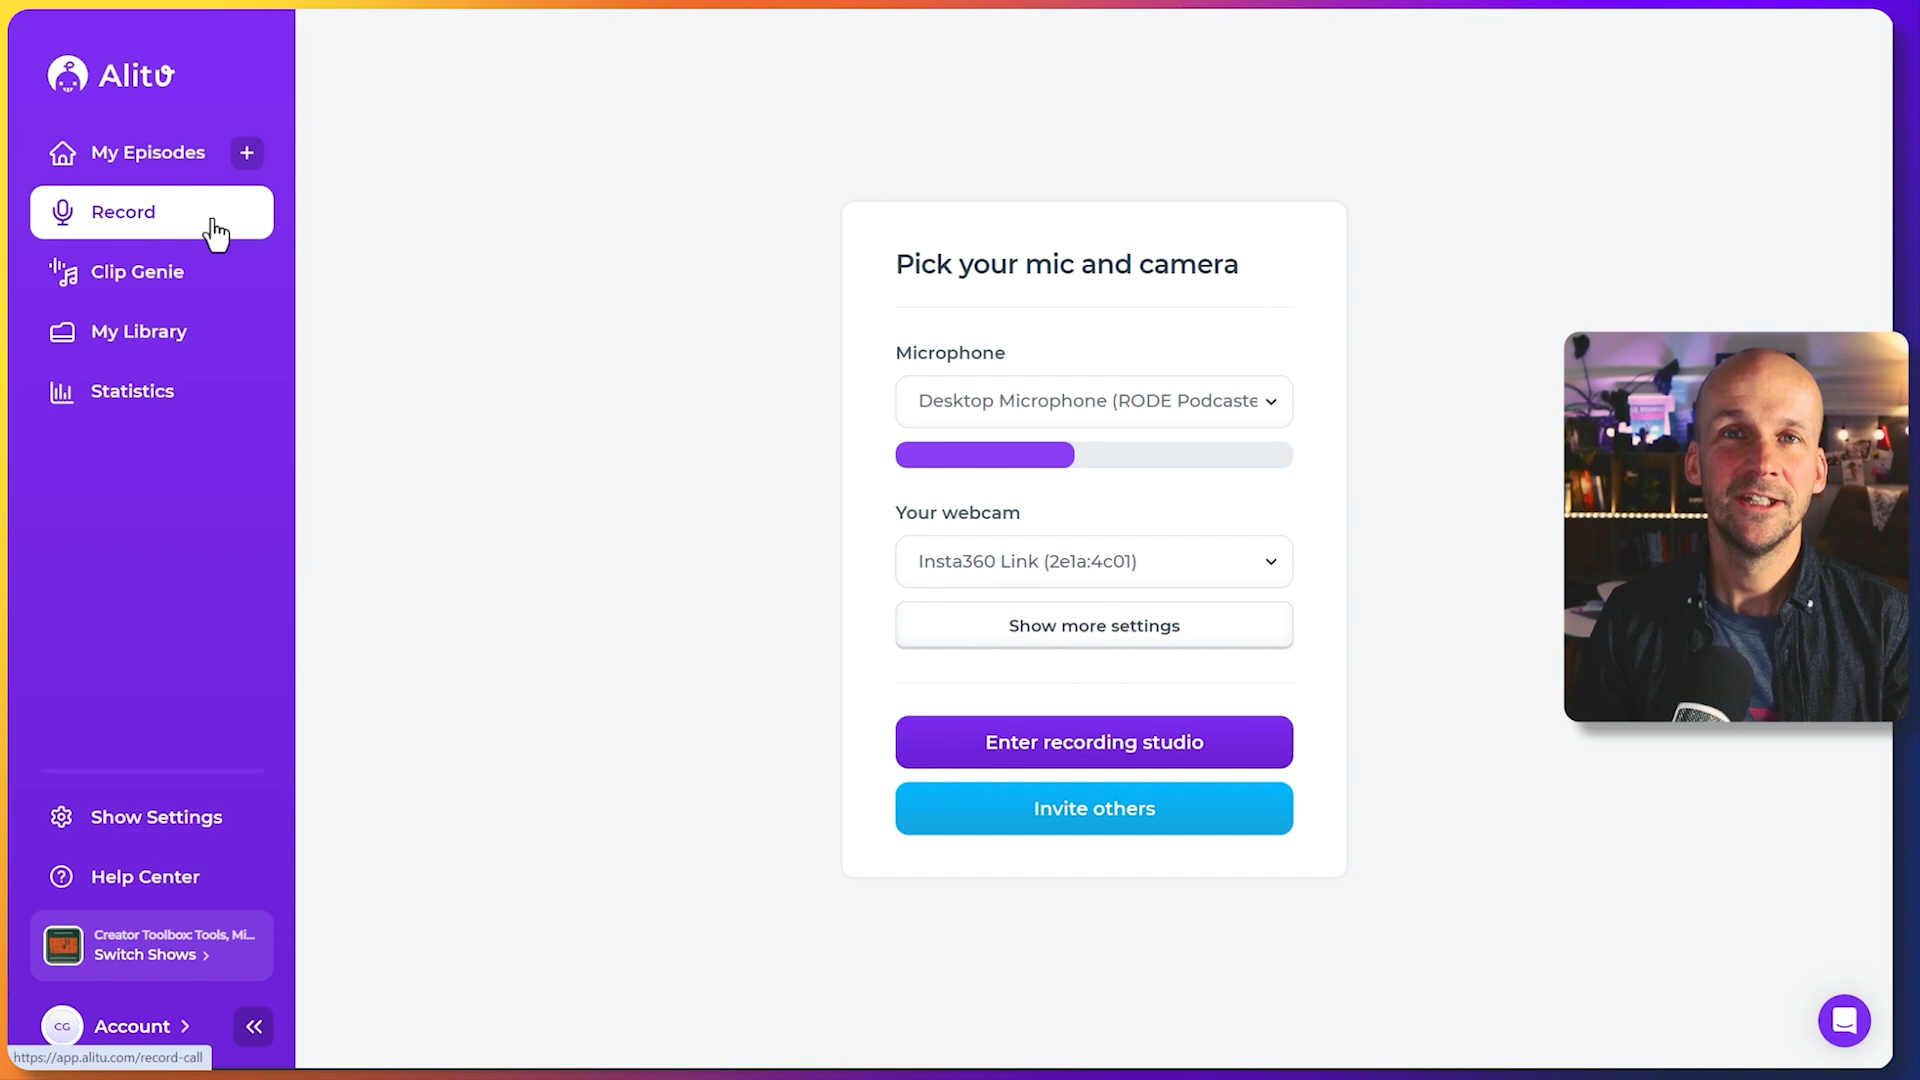 Alitu
My Episodes
+
Record
Clip Genie
My Library
Statistics
Show Settings
Help Center
Creator Toolbox: Tools, Mi...
Switch Shows
CG
Account
https://app.alitu.com/record-call
Pick your mic and camera
Microphone
Desktop Microphone (RODE Podcaste
Your webcam
Insta360 Link (2e1a:4c01)
Show more settings
Enter recording studio
Invite others